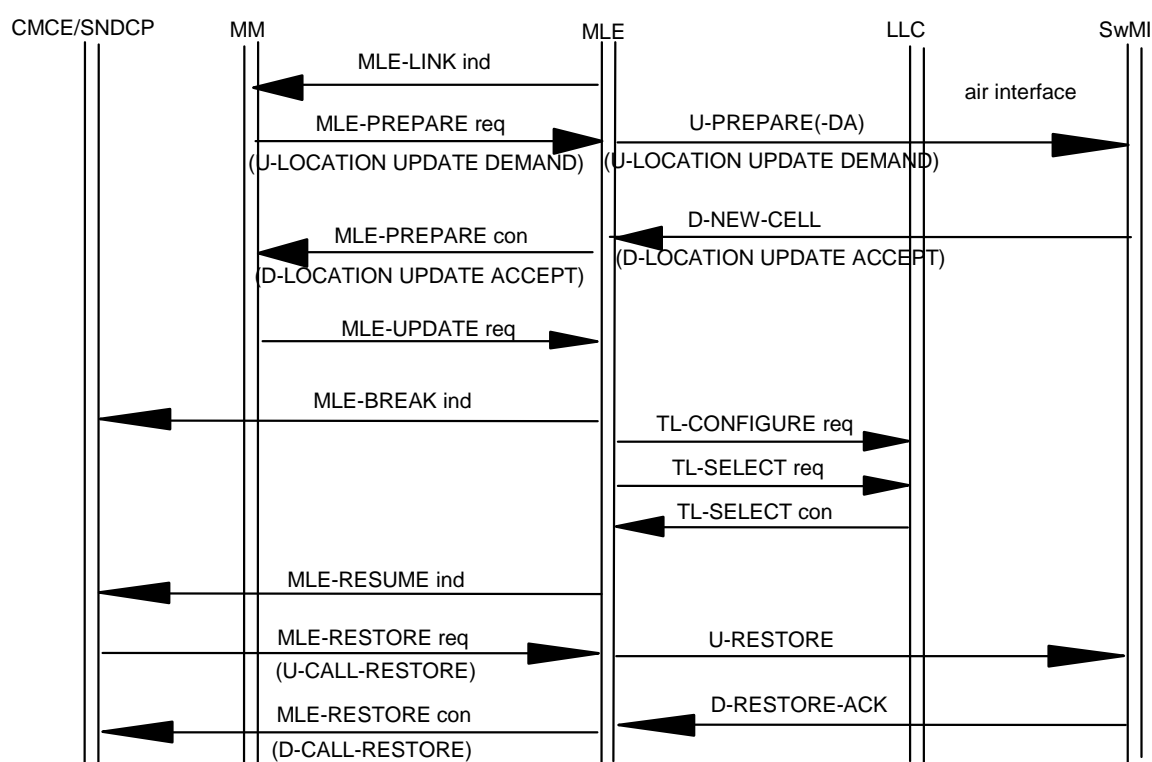 CMCE/SNDCP MM MLE LLC SwMI
MLE-LINK ind
air interface
MLE-PREPARE req U-PREPARE(-DA)
(U-LOCATION UPDATE DEMAND) (U-LOCATION UPDATE DEMAND)
D-NEW-CELL
MLE-PREPARE con
(D-LOCATION UPDATE ACCEPT)
(D-LOCATION UPDATE ACCEPT)
MLE-UPDATE req
MLE-BREAK ind
TL-CONFIGURE req
TL-SELECT req
TL-SELECT con
MLE-RESUME ind
MLE-RESTORE req U-RESTORE
(U-CALL-RESTORE)
D-RESTORE-ACK
MLE-RESTORE con
(D-CALL-RESTORE)